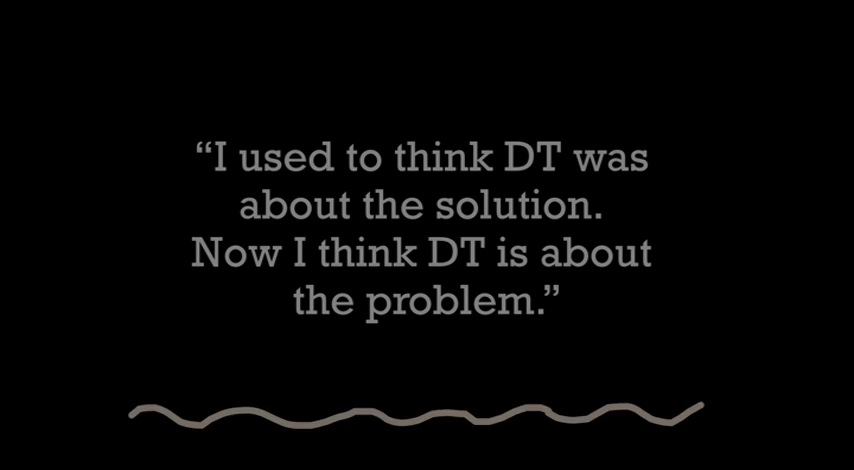 “I used to think DT was
about the solution.
Now I think DT is about
the problem.”